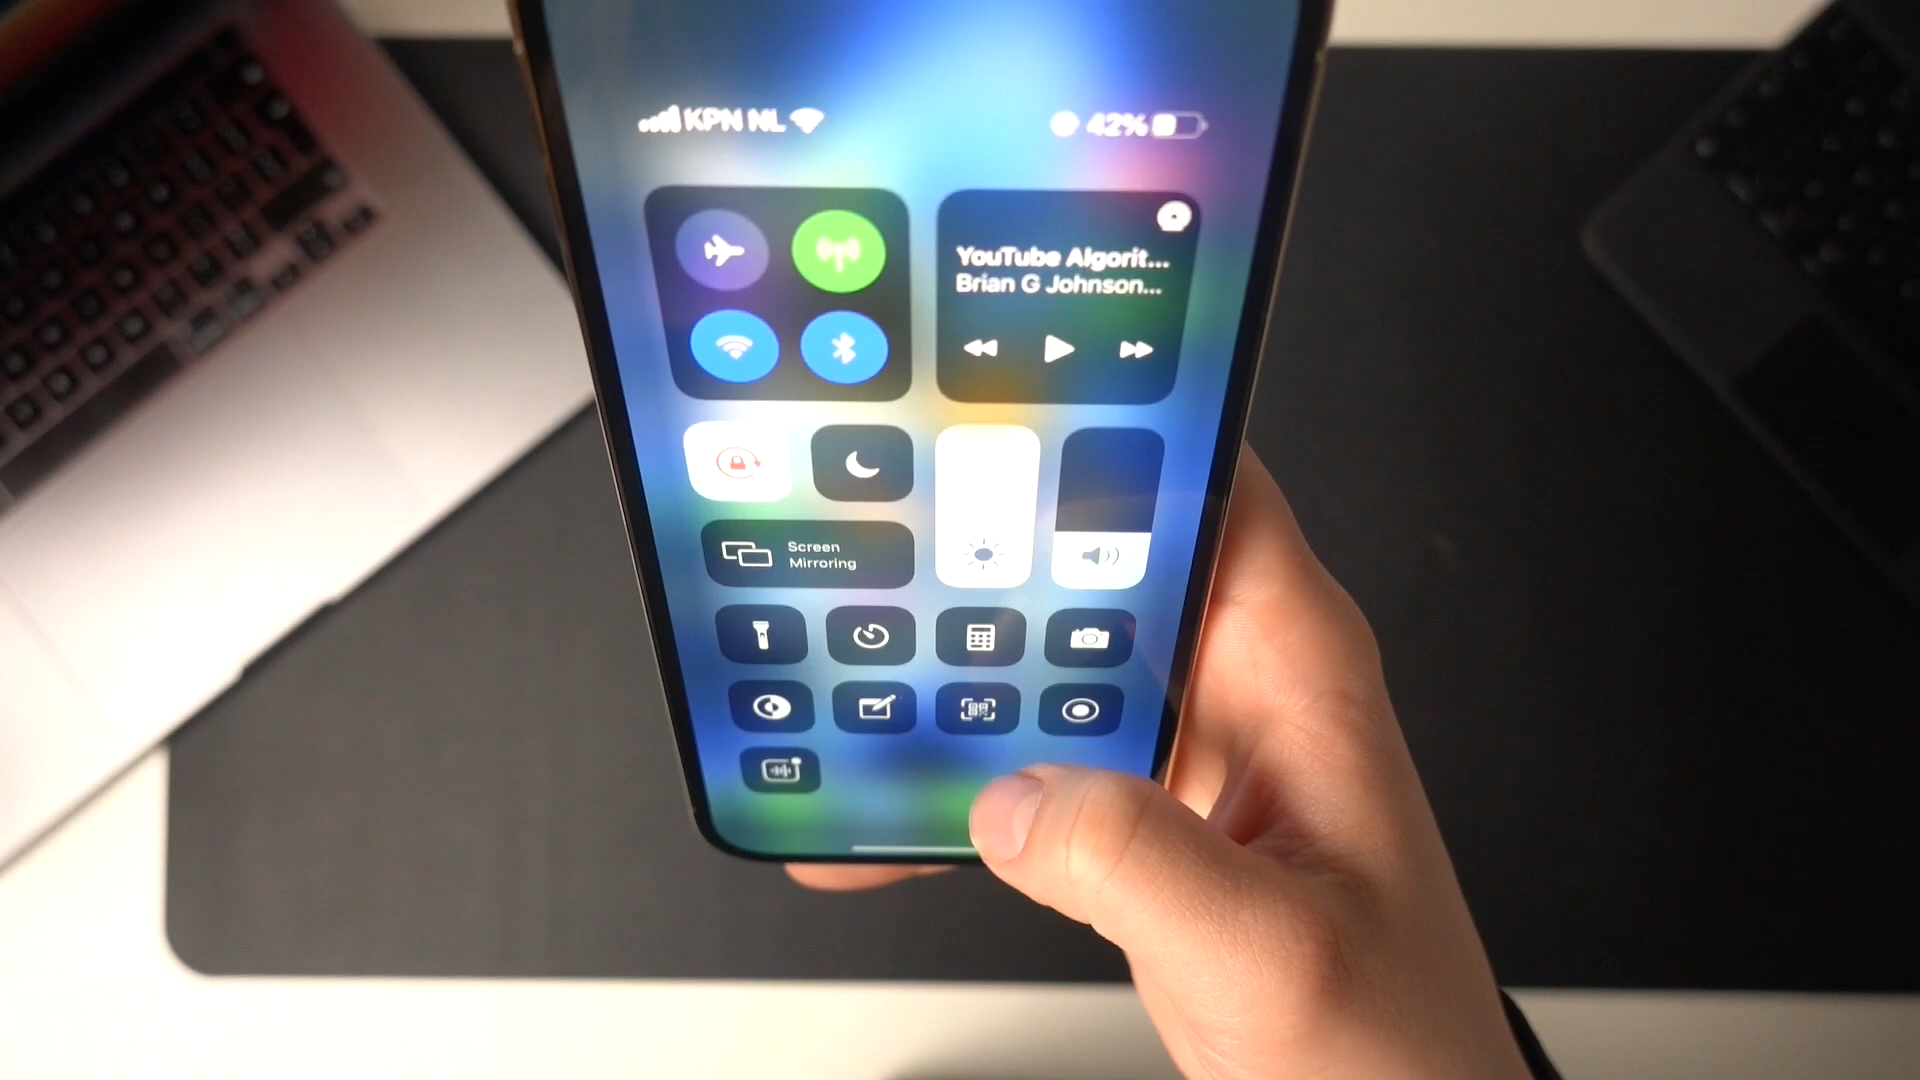 KPN NL
42%
YouTube Algorit...
Brian G Johnson...
Screen
Mirroring